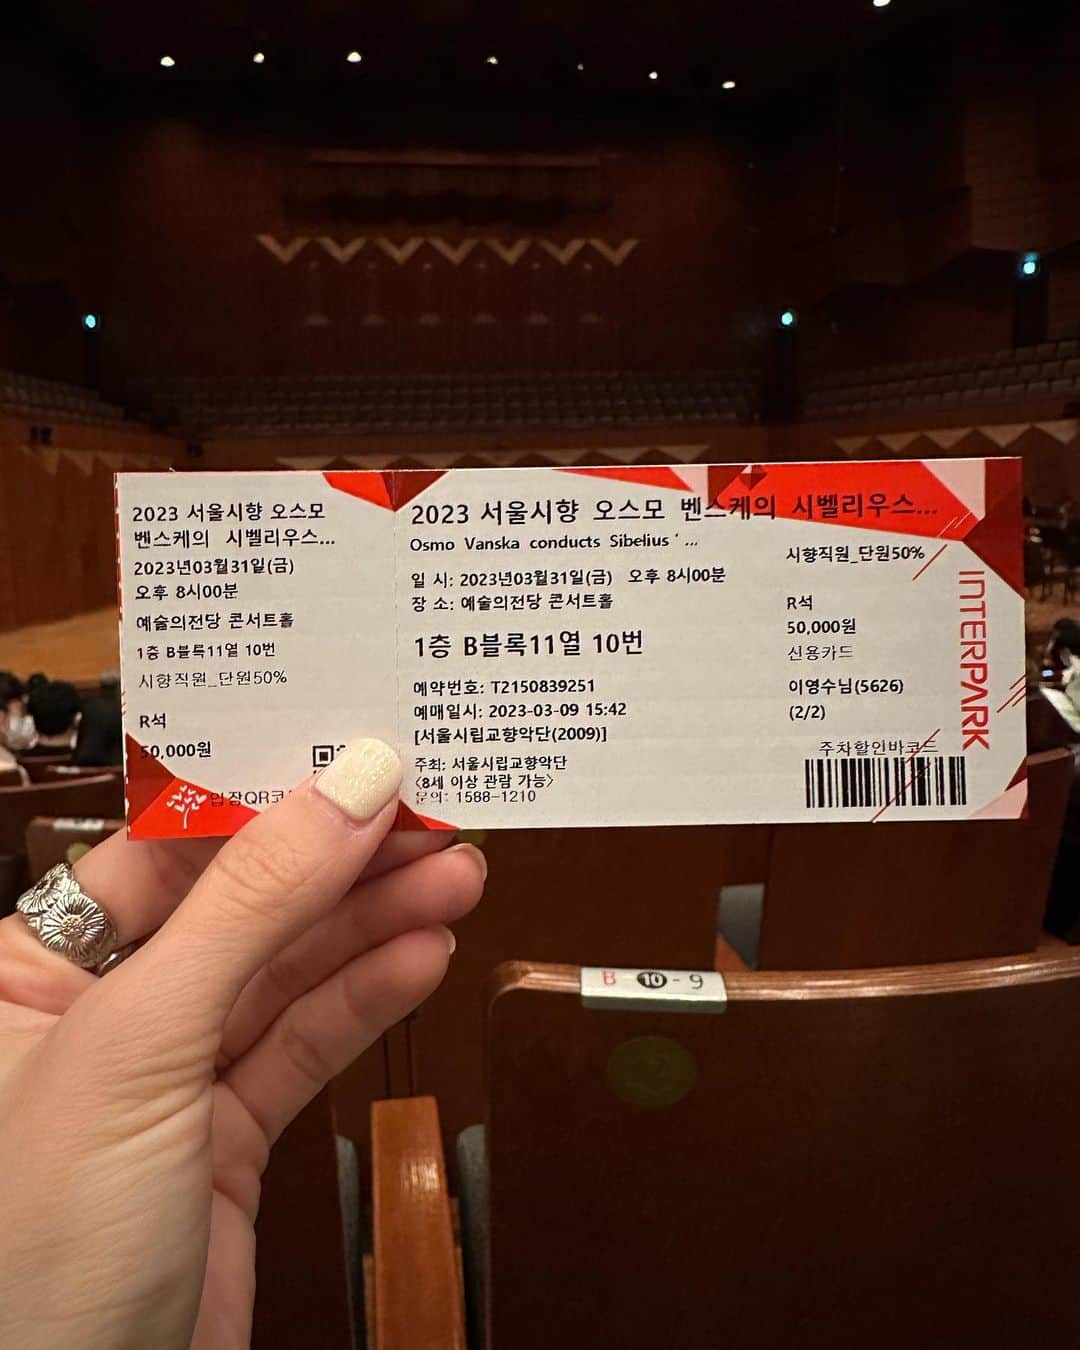 2023 서울시향 오스모
벤스케의 시벨리우스...
2023년03월31일(금)
오후 8시00분
예술의전당 콘서트홀
1층 B블록11열 10번
시향직원_단원50%
R석
50,000원
입장QR코
2023 서울시향 오스모 벤스케의 시벨리우스...
Osmo Vanska conducts Sibelius ' ...
일 시: 2023년03월31일(금) 오후 8시00분
장 소: 예술의전당 콘서트홀
1층 B블록11열 10번
예약번호: T2150839251
예매일시: 2023-03-09 15:42
[서울시립교향악단(2009)]
주최: 서울시립교향악단
<8세 이상 관람 가능>
문의: 1588-1210
시향직원_단원50%
R석
50,000원
신용카드
이영수님(5626)
(2/2)
주차할인바코드
INTERPARK
B - 10 - 9